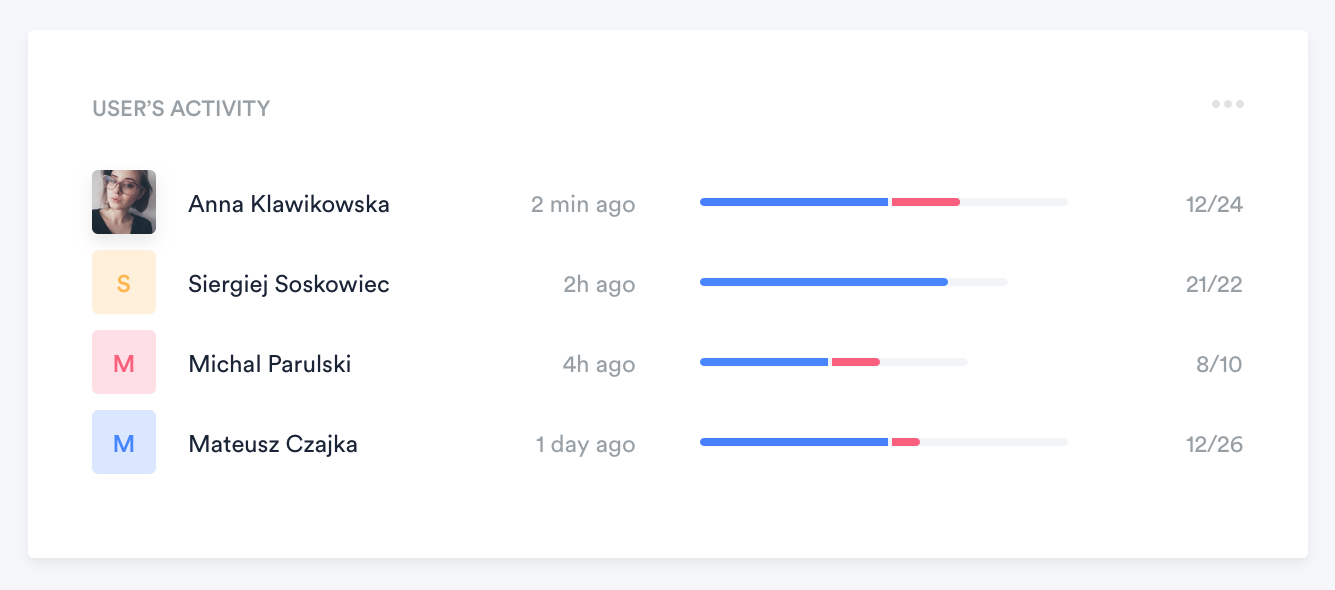 USER’S ACTIVITY
Anna Klawikowska 2 min ago 12/24
S Siergiej Soskowiec 2h ago 21/22
M Michal Parulski 4h ago 8/10
M Mateusz Czajka 1 day ago 12/26